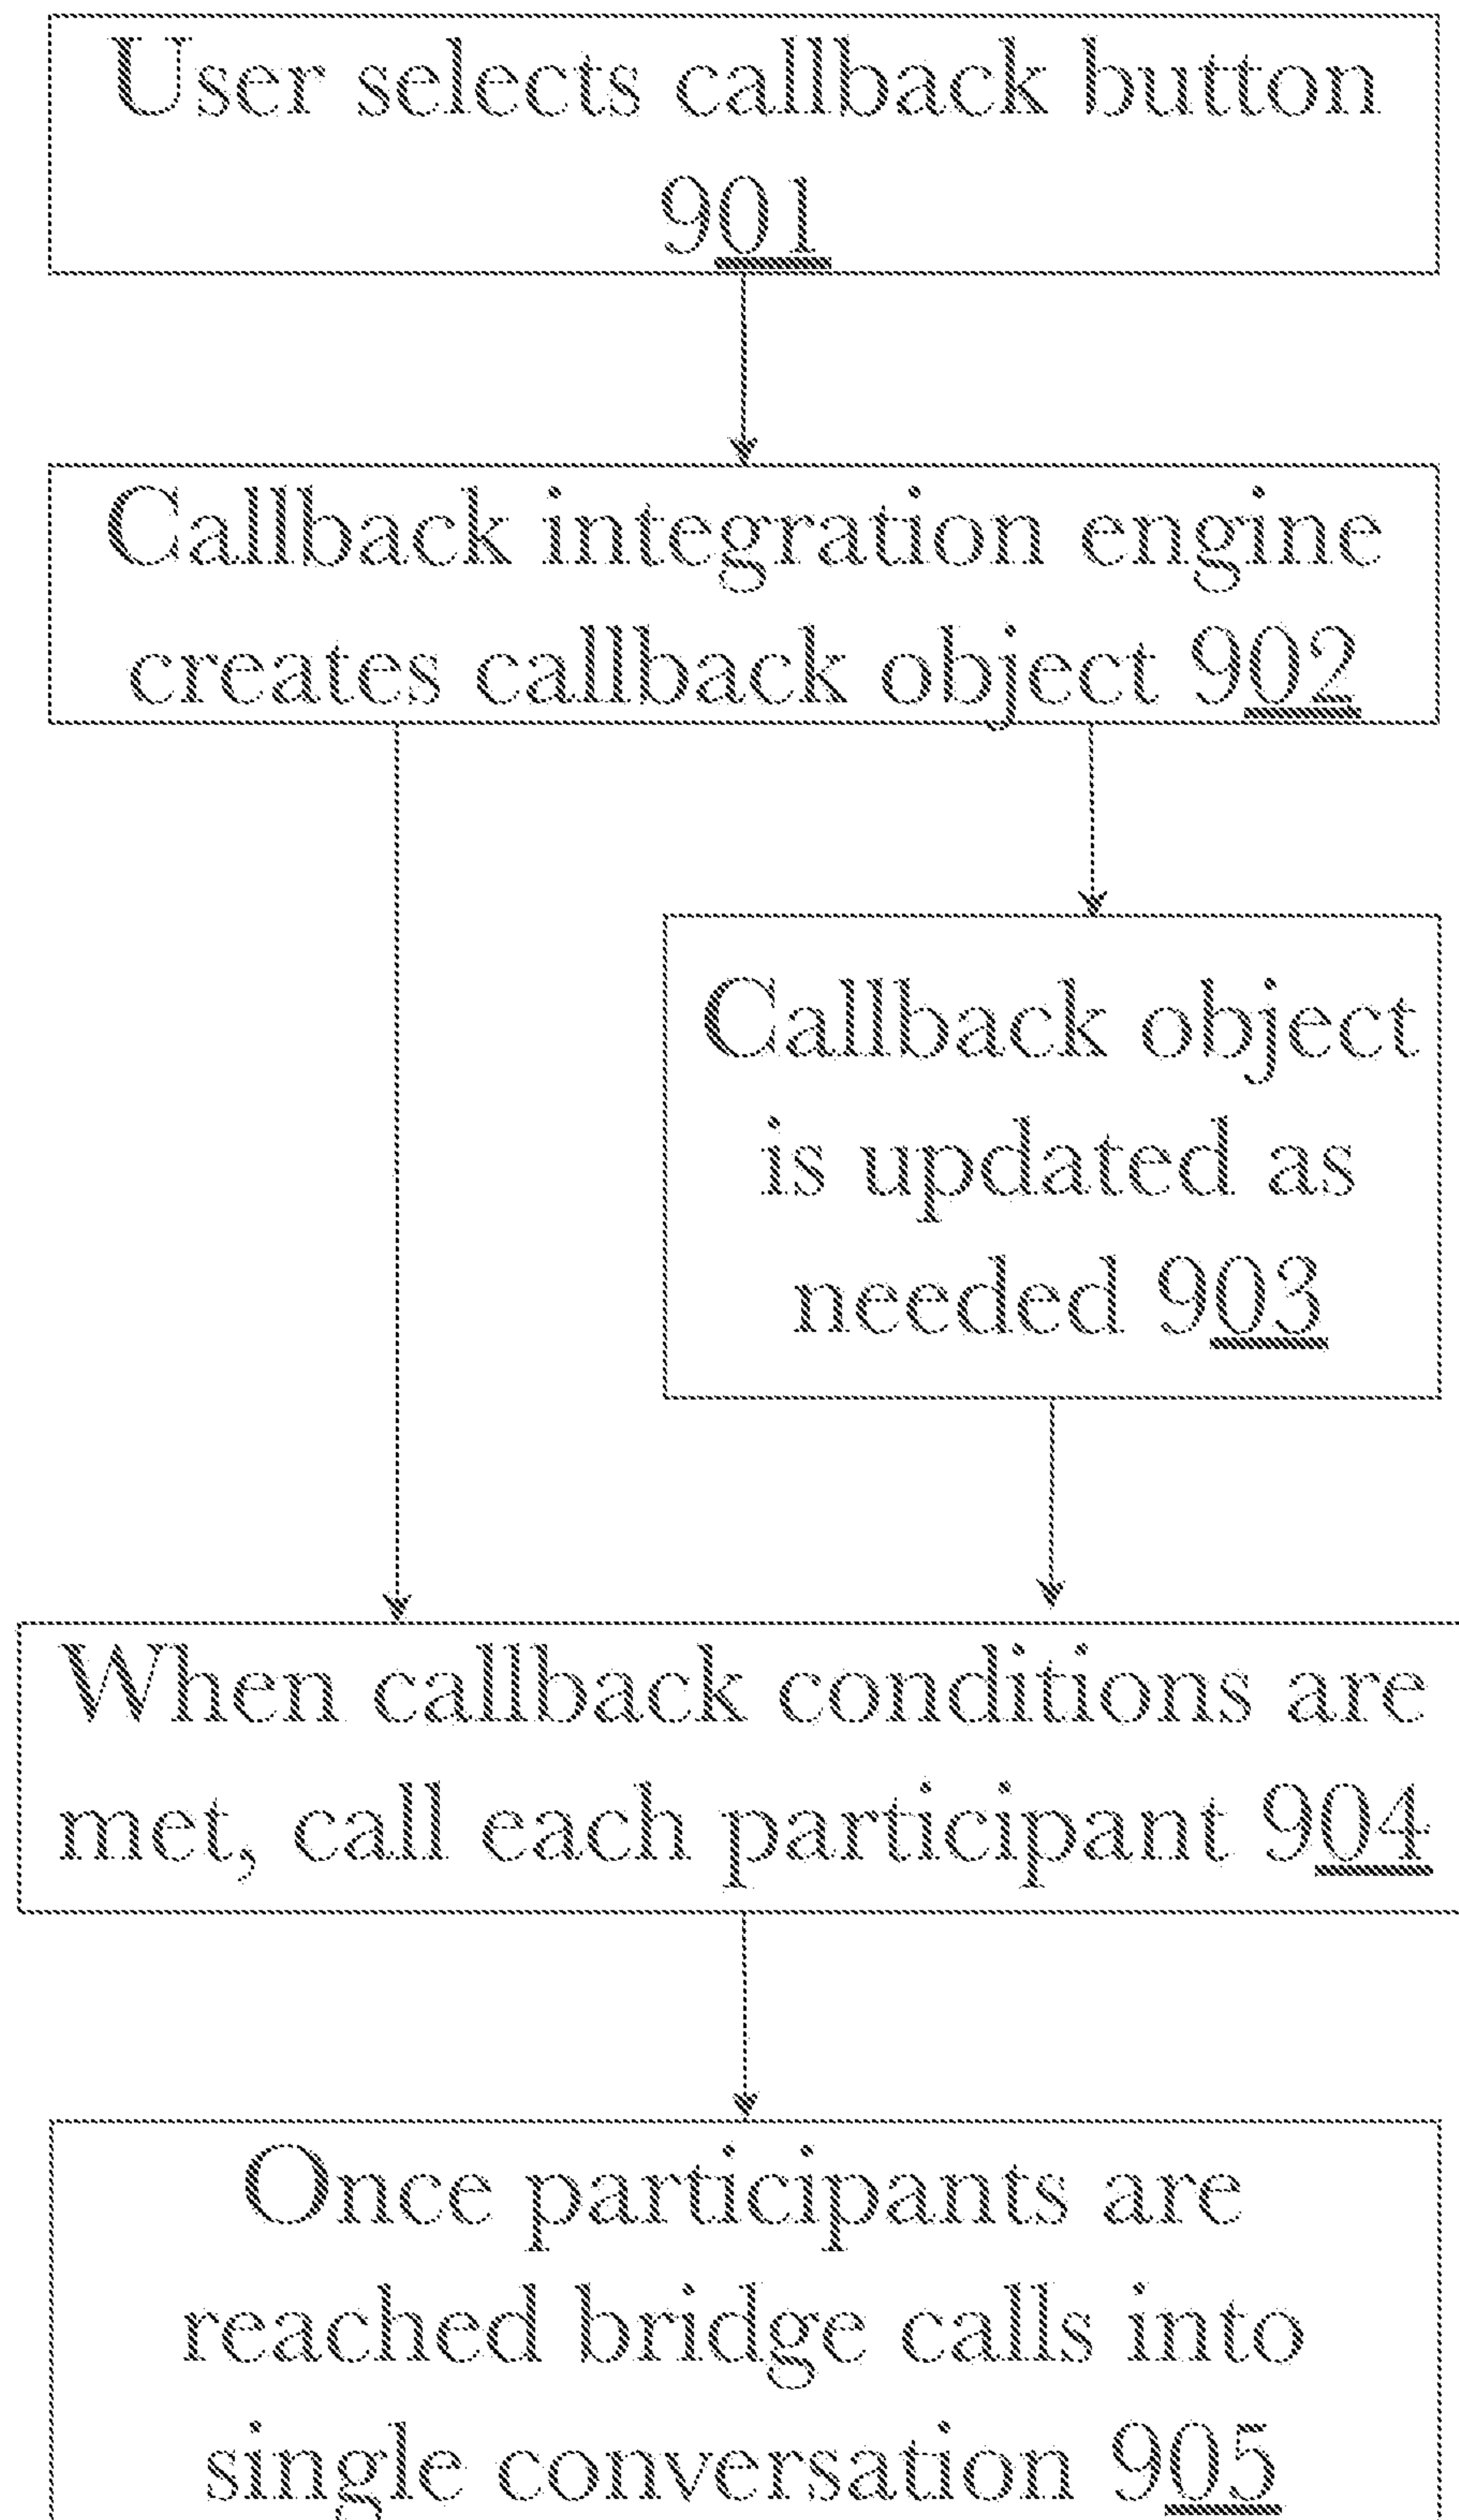 User selects callback button
901
Callback integration engine
creates callback object 902
Callback object
is updated as
needed 903
When callback conditions are
met, call each participant 904
Once participants are
reached bridge calls into
single conversation 905